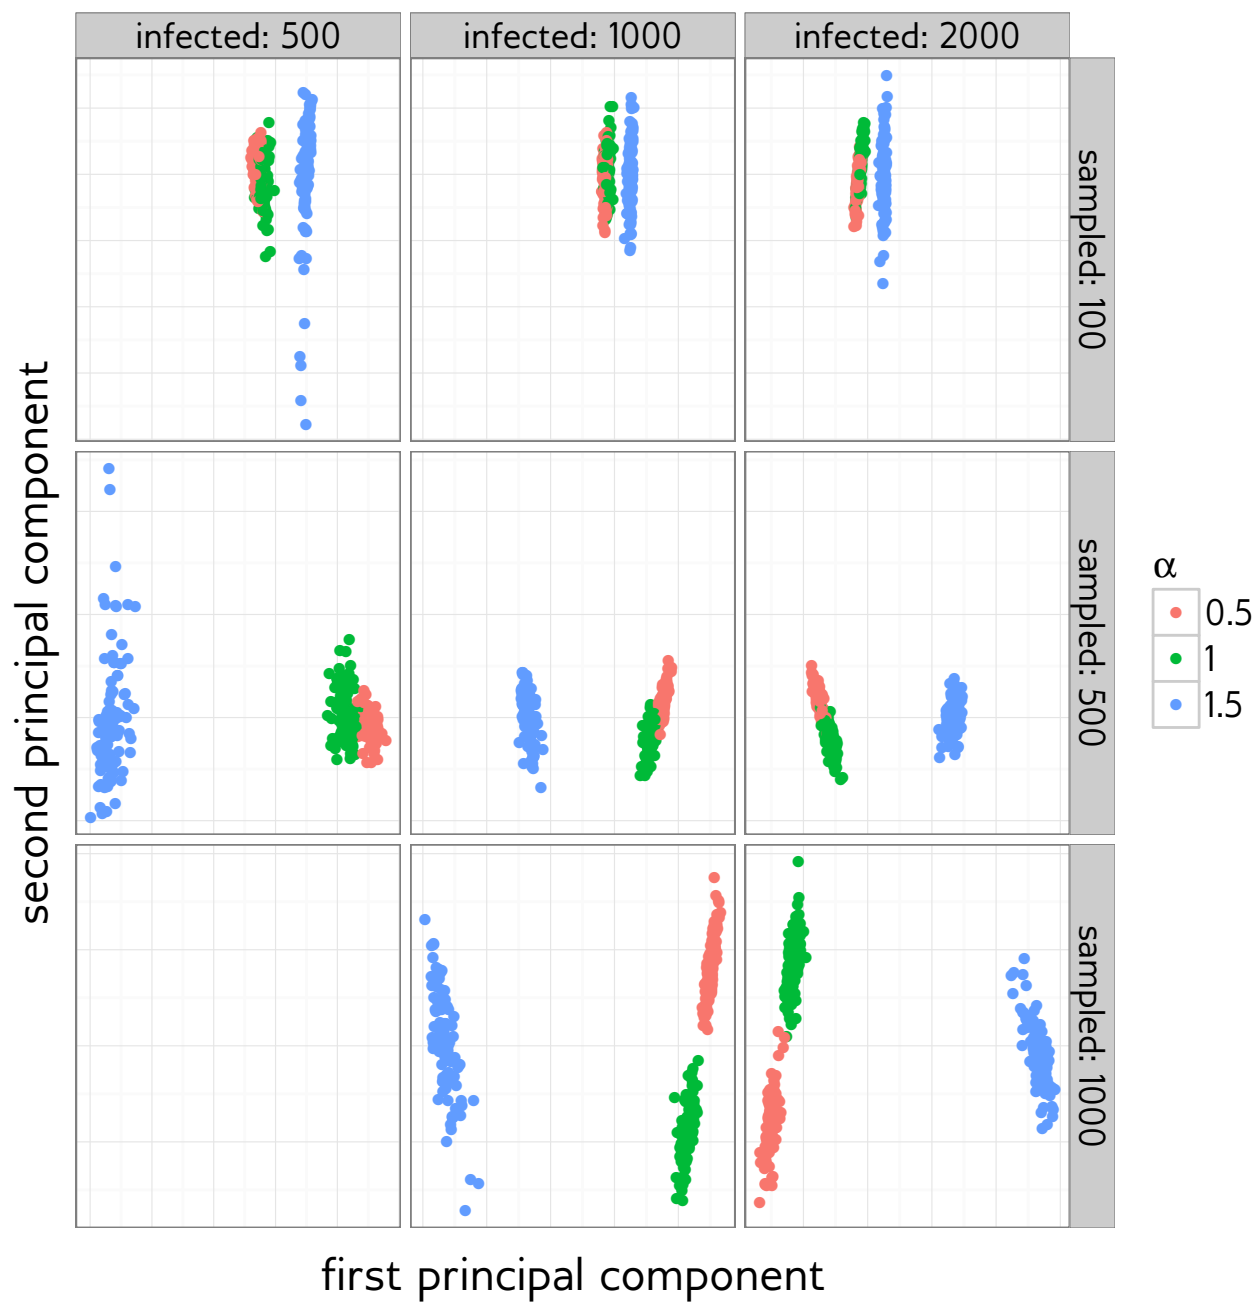 infected: 500
infected: 1000
infected: 2000
sampled: 100
sampled: 500
sampled: 1000
second principal component
first principal component
α
0.5
1
1.5